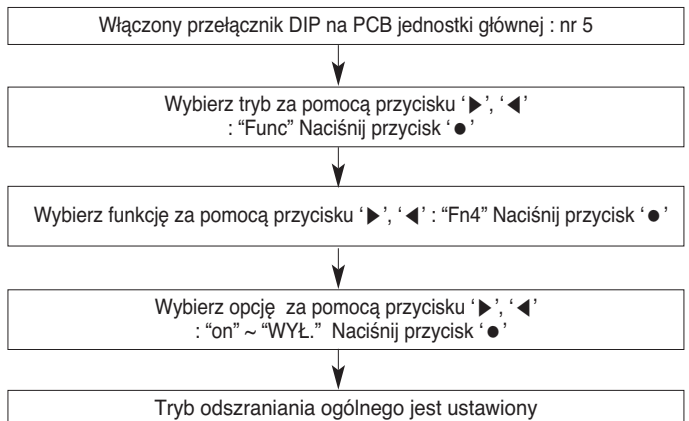 Włączony przełącznik DIP na PCB jednostki głównej : nr 5
Wybierz tryb za pomocą przycisku ‘▶’, ‘◀’
: “Func” Naciśnij przycisk ‘●’
Wybierz funkcję za pomocą przycisku ‘▶’, ‘◀’ : “Fn4” Naciśnij przycisk ‘●’
Wybierz opcję za pomocą przycisku ‘▶’, ‘◀’
: “on” ~ “WYŁ.” Naciśnij przycisk ‘●’
Tryb odszraniania ogólnego jest ustawiony